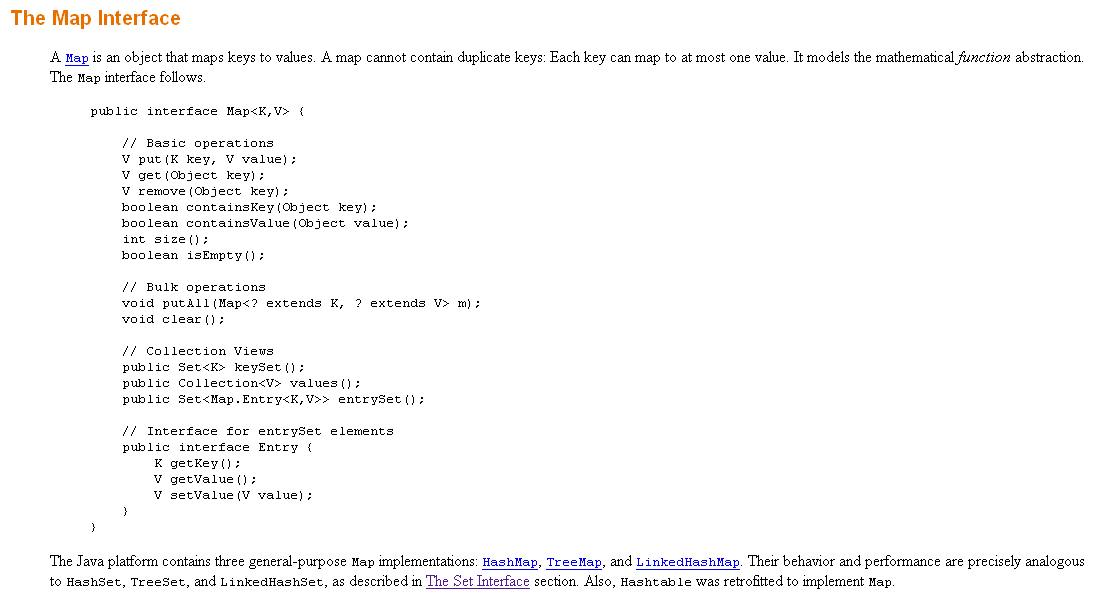 The Map Interface
A Map is an object that maps keys to values. A map cannot contain duplicate keys: Each key can map to at most one value. It models the mathematical function abstraction.
The Map interface follows.
public interface Map<K,V> {
// Basic operations
V put(K key, V value);
V get(Object key);
V remove(Object key);
boolean containsKey(Object key);
boolean containsValue(Object value);
int size();
boolean isEmpty();
// Bulk operations
void putAll(Map<? extends K, ? extends V> m);
void clear();
// Collection Views
public Set<K> keySet();
public Collection<V> values();
public Set<Map.Entry<K,V>> entrySet();
// Interface for entrySet elements
public interface Entry {
K getKey();
V getValue();
V setValue(V value);
}
}
The Java platform contains three general-purpose Map implementations: HashMap, TreeMap, and LinkedHashMap. Their behavior and performance are precisely analogous
to HashSet, TreeSet, and LinkedHashSet, as described in The Set Interface section. Also, Hashtable was retrofitted to implement Map.